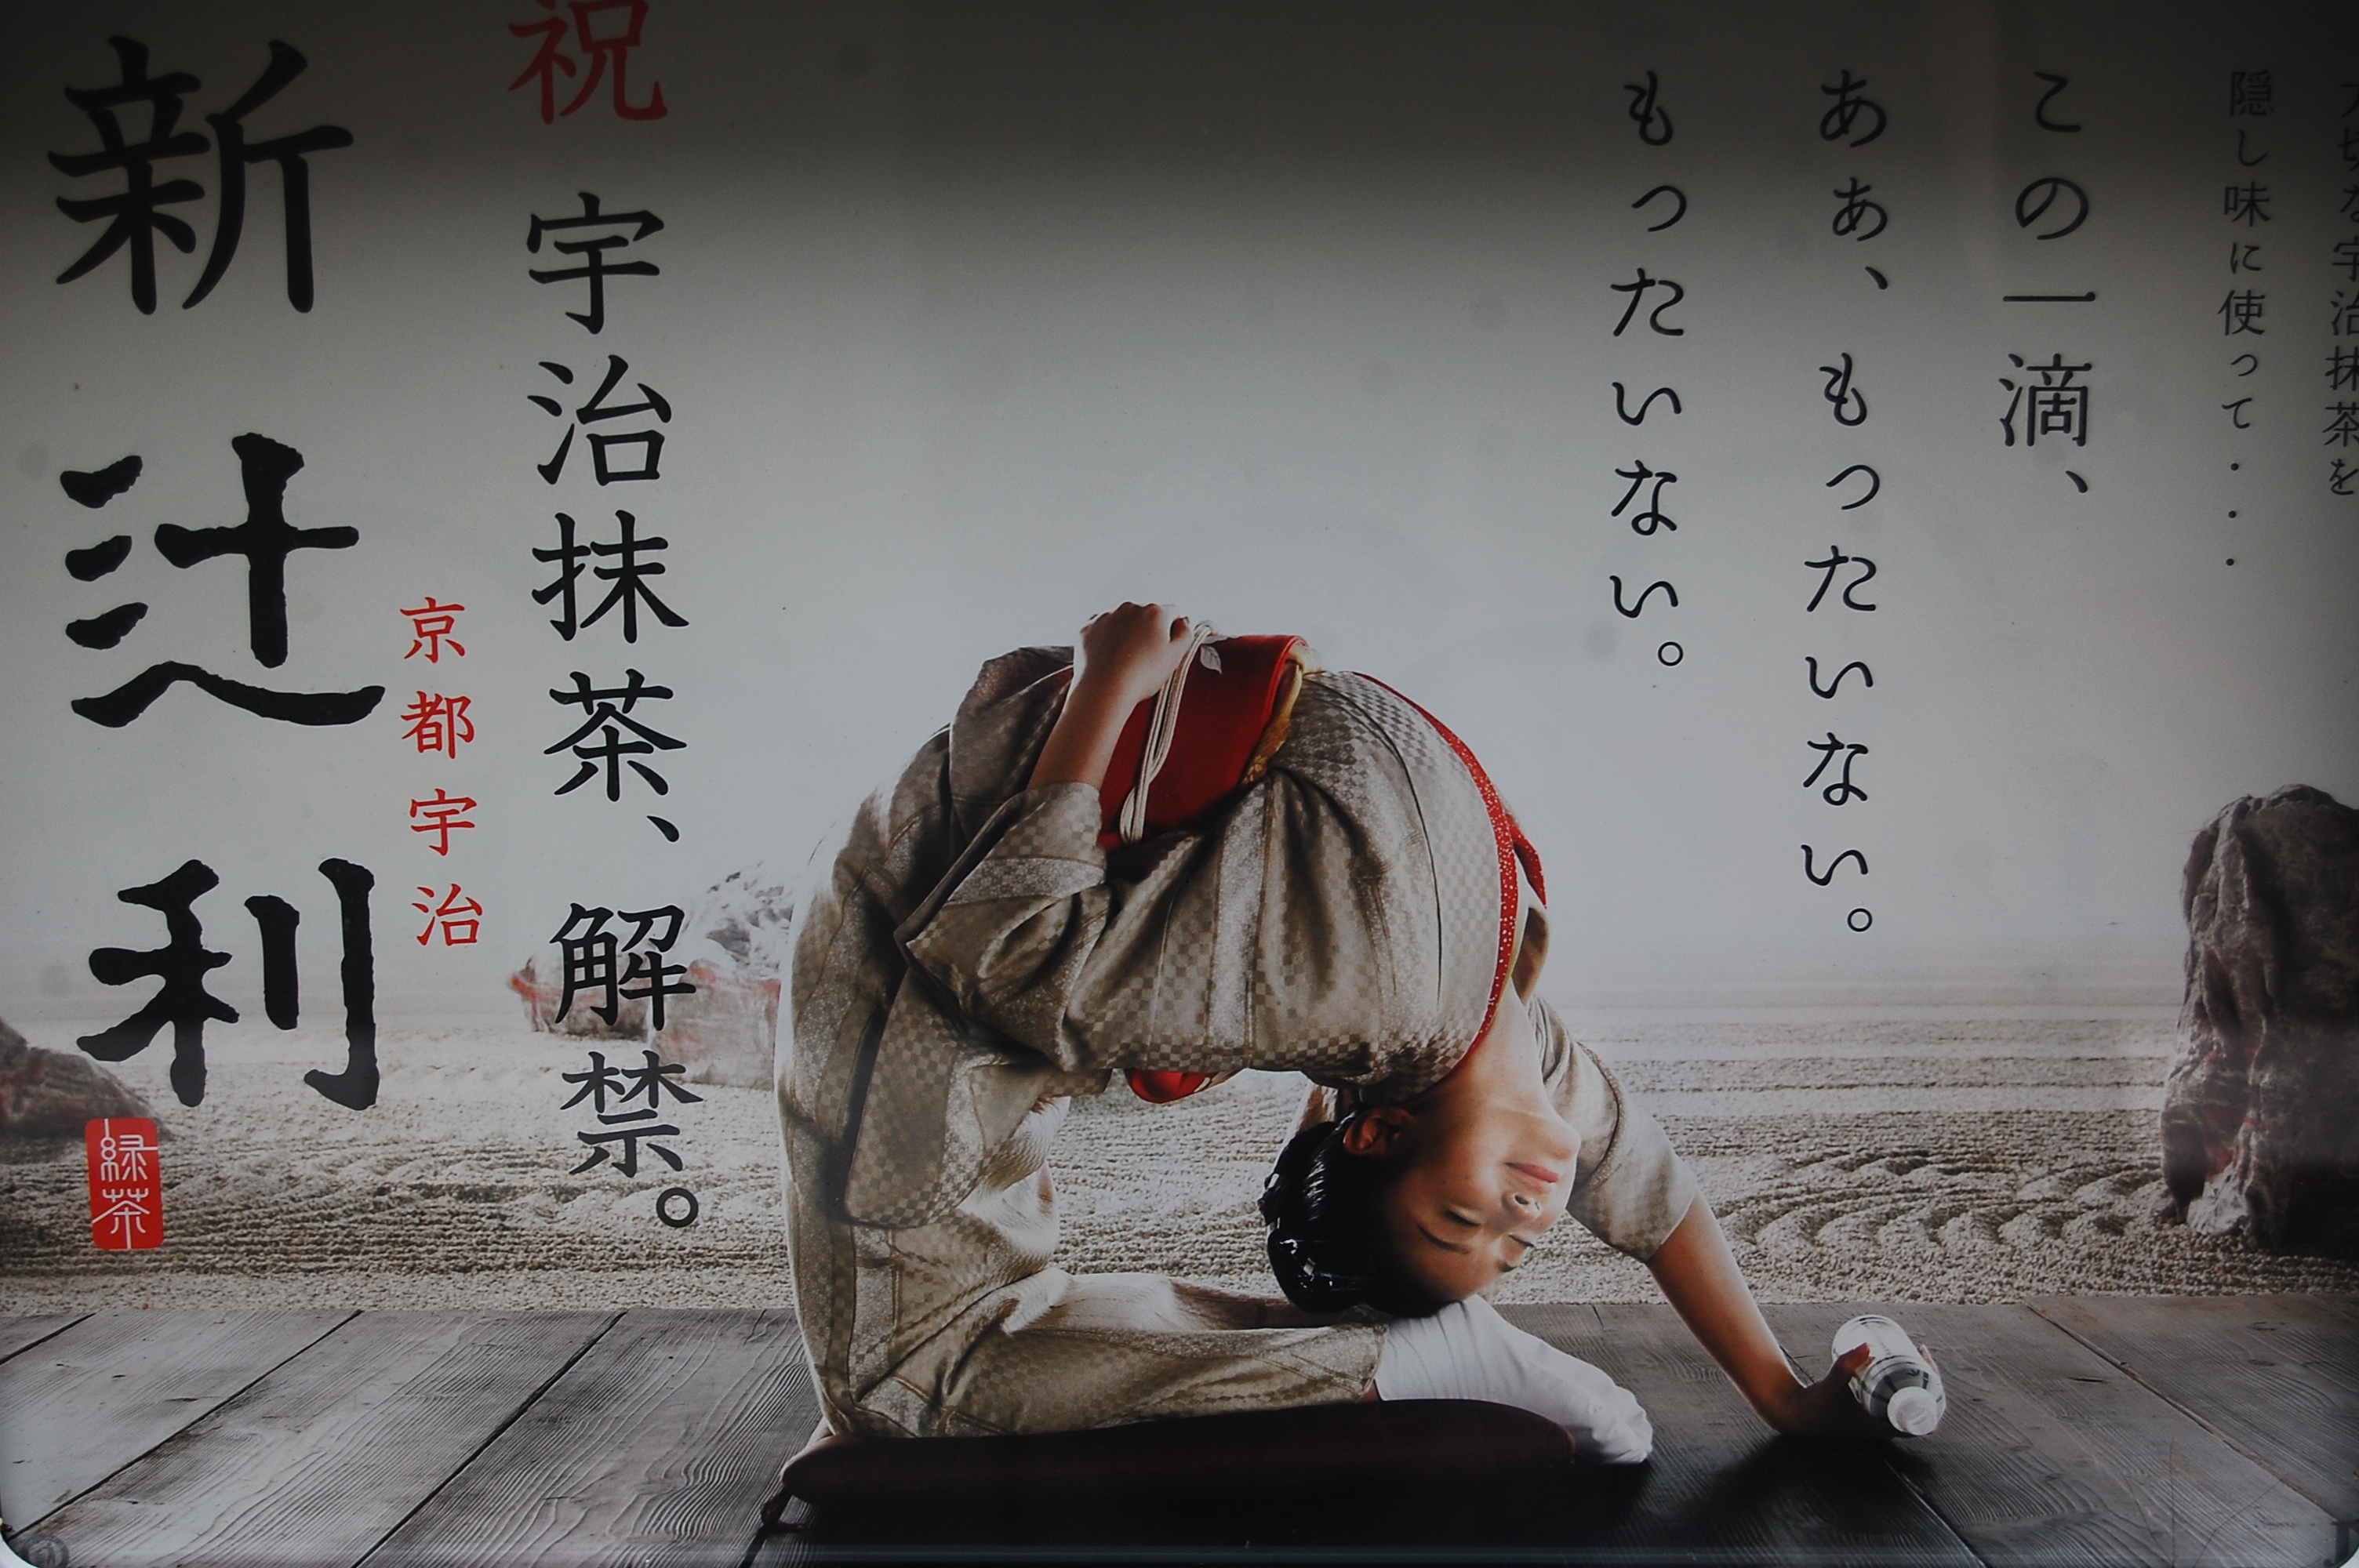 大切な宇治抹茶を
隠し味に使って・・・
この一滴、
ああ、もったいない。
もったいない。
祝 宇治抹茶、解禁。
京都宇治
新辻利
緑茶